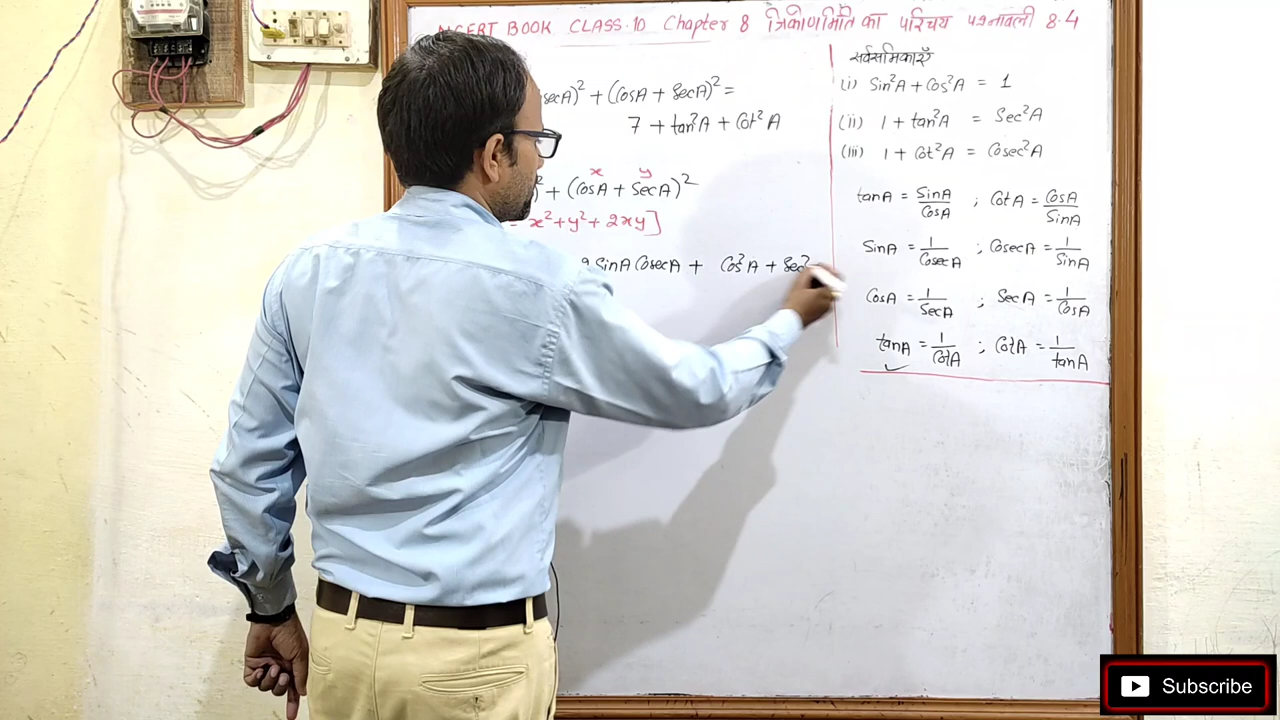 NCERT BOOK CLASS·10 Chapter 8 त्रिकोणमिति का परिचय प्रश्नावली 8·4
secA)² + (CosA + SecA)² =
7 + tan²A + Cot²A
x y
)² + (CosA + SecA)²
= x² + y² + 2xy]
2 SinA CosecA + Cos²A + Sec²
सर्वसमिकाएँ
(i) Sin²A + Cos²A = 1
(ii) 1 + tan²A = Sec²A
(iii) 1 + Cot²A = Cosec²A
tanA = SinA/CosA ; CotA = CosA/SinA
SinA = 1/CosecA ; CosecA = 1/SinA
CosA = 1/SecA ; SecA = 1/CosA
tanA = 1/CotA ; CotA = 1/tanA
Subscribe